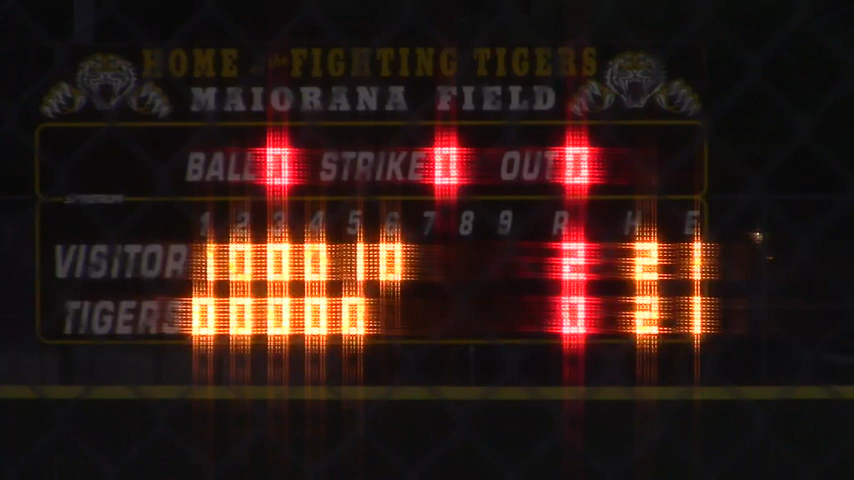 HOME of the FIGHTING TIGERS
MAIORANA FIELD
BALL 0 STRIKE 0 OUT 0
1 2 3 4 5 6 7 8 9 R H E
VISITOR 1 0 0 0 1 0 2 2 1
TIGERS 0 0 0 0 0 0 2 1